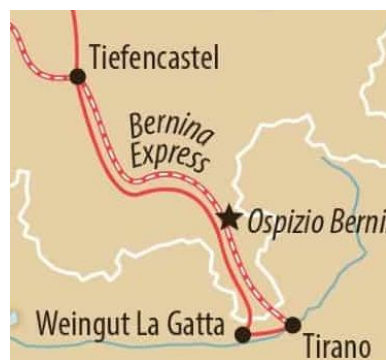 Tiefencastel
Bernina
Express
Ospizio Berni
Weingut La Gatta
Tirano